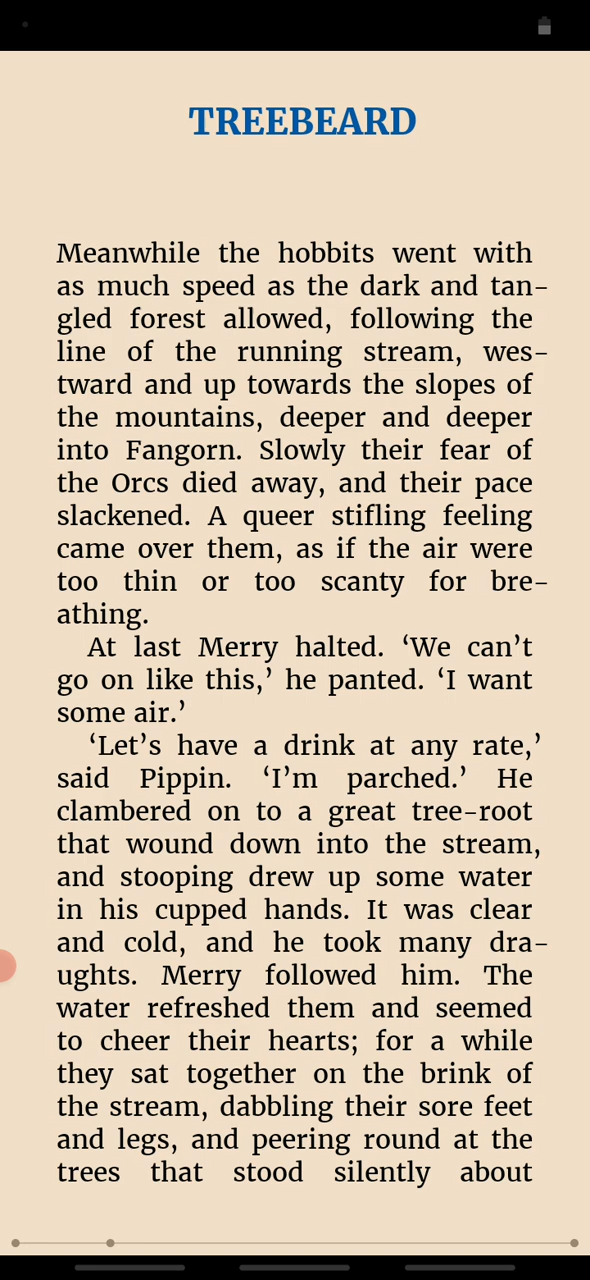 TREEBEARD
Meanwhile the hobbits went with
as much speed as the dark and tan-
gled forest allowed, following the
line of the running stream, wes-
tward and up towards the slopes of
the mountains, deeper and deeper
into Fangorn. Slowly their fear of
the Orcs died away, and their pace
slackened. A queer stifling feeling
came over them, as if the air were
too thin or too scanty for bre-
athing.
At last Merry halted. ‘We can’t
go on like this,’ he panted. ‘I want
some air.’
‘Let’s have a drink at any rate,’
said Pippin. ‘I’m parched.’ He
clambered on to a great tree-root
that wound down into the stream,
and stooping drew up some water
in his cupped hands. It was clear
and cold, and he took many dra-
ughts. Merry followed him. The
water refreshed them and seemed
to cheer their hearts; for a while
they sat together on the brink of
the stream, dabbling their sore feet
and legs, and peering round at the
trees that stood silently about